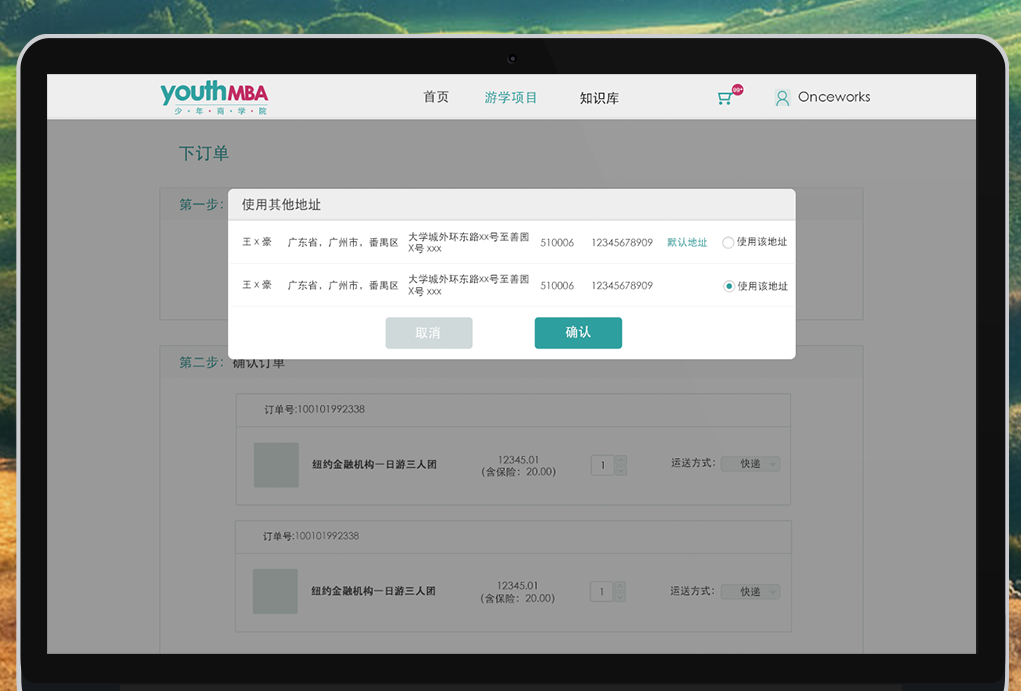 youthMBA
少·年·商·学·院
首页
游学项目
知识库
99+
Onceworks
下订单
第一步:
使用其他地址
王 x 豪 广东省，广州市，番禺区 大学城外环东路xx号至善园 510006 12345678909 默认地址 使用该地址
X号 xxx
王 x 豪 广东省，广州市，番禺区 大学城外环东路xx号至善园 510006 12345678909 使用该地址
X号 xxx
取消
确认
第二步: 确认订单
订单号:100101992338
纽约金融机构一日游三人团 12345.01 1 运送方式: 快递
(含保险: 20.00)
订单号:100101992338
纽约金融机构一日游三人团 12345.01 1 运送方式: 快递
(含保险: 20.00)